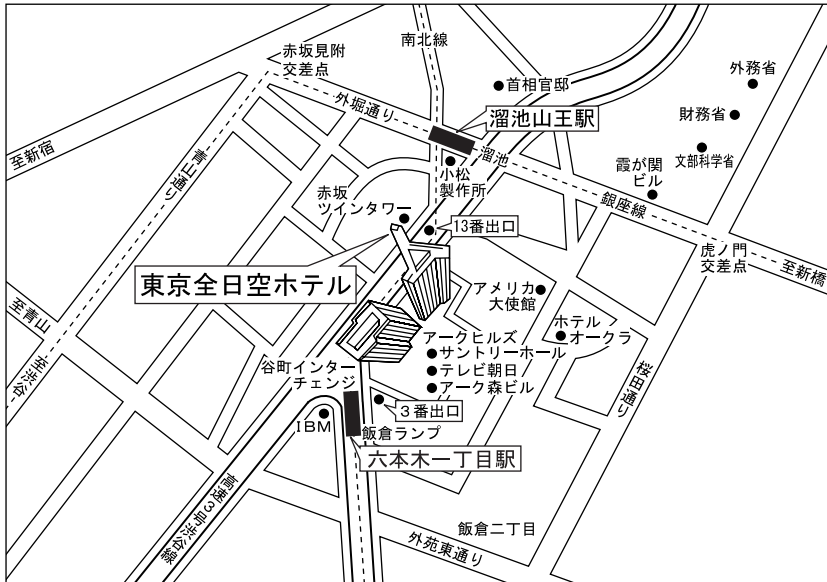 南北線
赤坂見附
交差点
首相官邸
外務省
外堀通り
溜池山王駅
財務省
至新宿
青山通り
溜池
文部科学省
小松
製作所
霞が関
ビル
赤坂
ツインタワー
銀座線
13番出口
虎ノ門
交差点
至新橋
東京全日空ホテル
アメリカ
大使館
至青山
ホテル
オークラ
至渋谷
アークヒルズ
サントリーホール
谷町インター
チェンジ
テレビ朝日
アーク森ビル
桜田通り
3番出口
IBM
飯倉ランプ
六本木一丁目駅
高速3号渋谷線
飯倉二丁目
外苑東通り